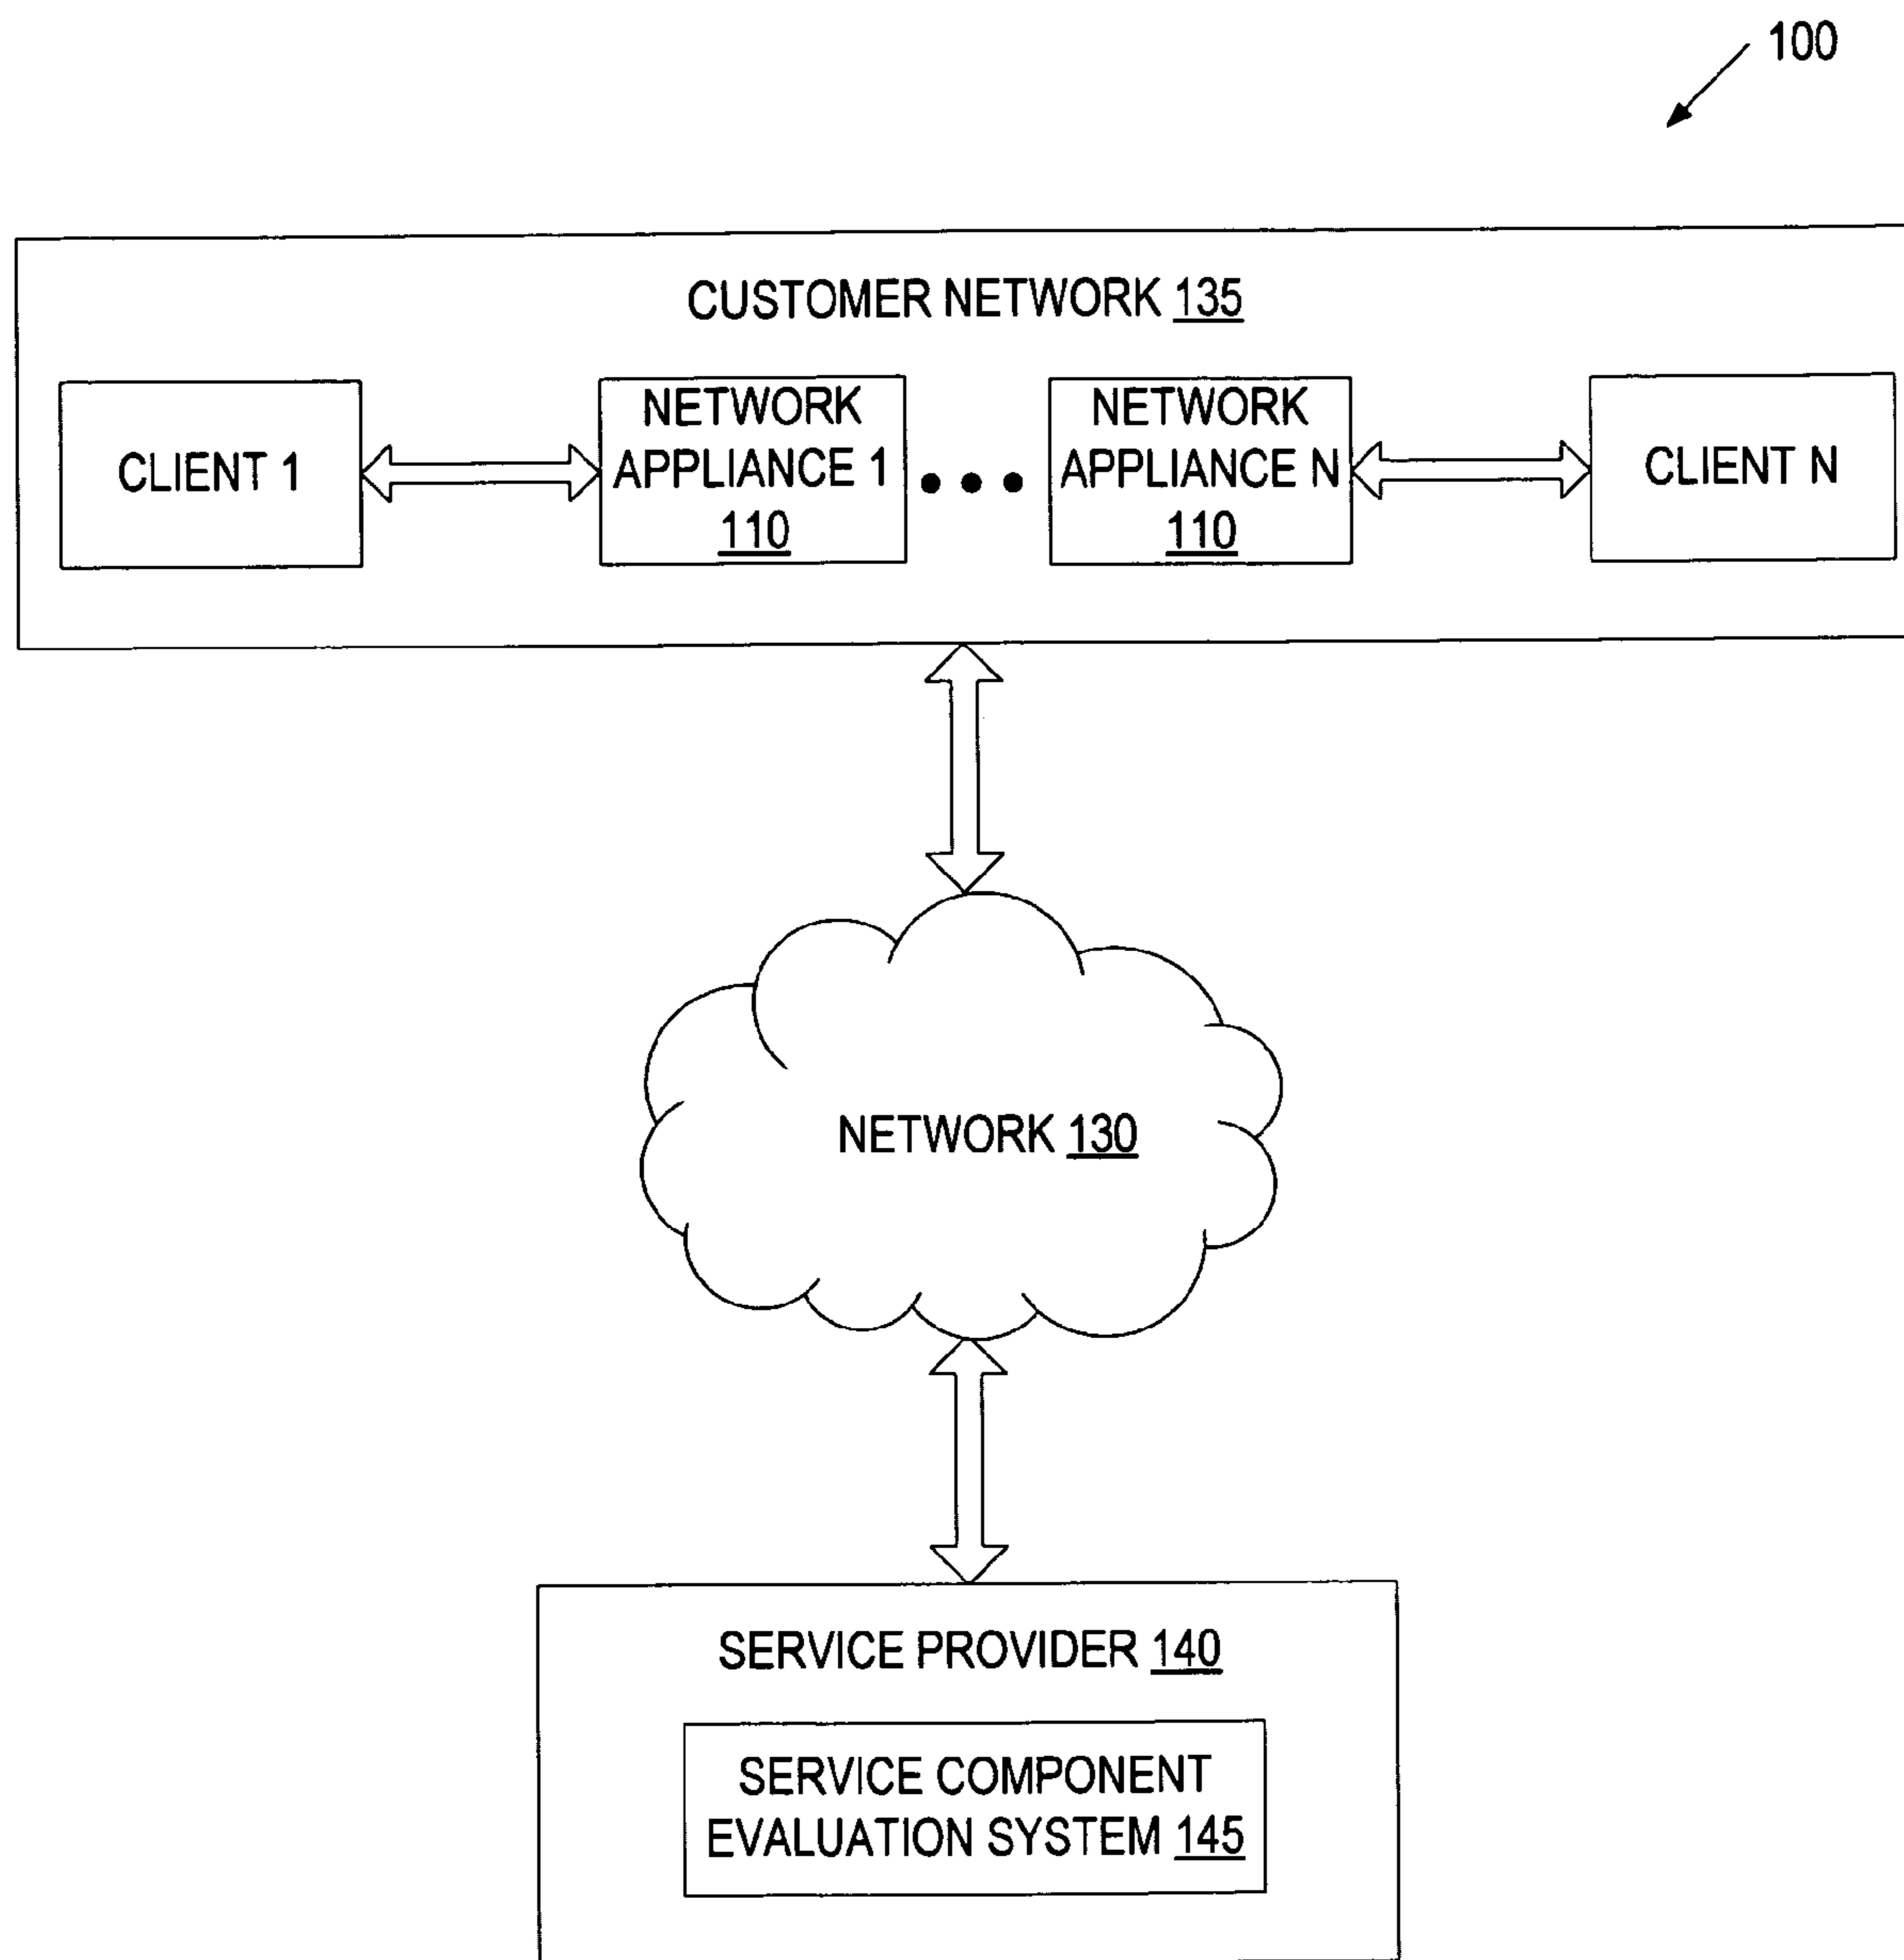 100
CUSTOMER NETWORK 135
CLIENT 1
NETWORK
APPLIANCE 1
110
NETWORK
APPLIANCE N
110
CLIENT N
NETWORK 130
SERVICE PROVIDER 140
SERVICE COMPONENT
EVALUATION SYSTEM 145